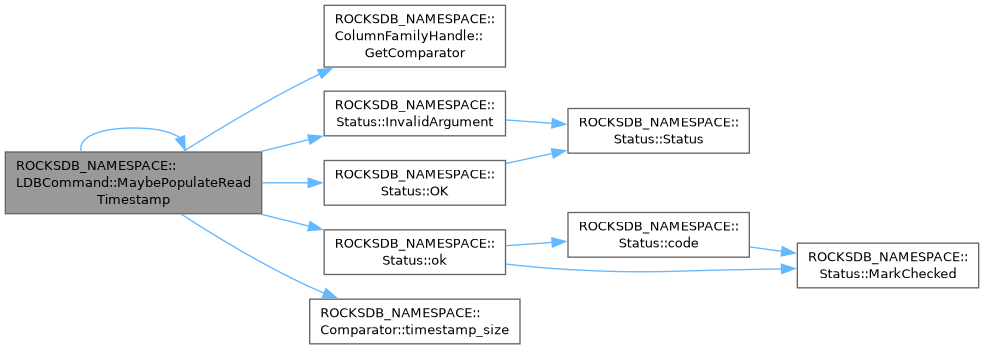 ROCKSDB_NAMESPACE::
LDBCommand::MaybePopulateRead
Timestamp
ROCKSDB_NAMESPACE::
ColumnFamilyHandle::
GetComparator
ROCKSDB_NAMESPACE::
Status::InvalidArgument
ROCKSDB_NAMESPACE::
Status::OK
ROCKSDB_NAMESPACE::
Status::ok
ROCKSDB_NAMESPACE::
Comparator::timestamp_size
ROCKSDB_NAMESPACE::
Status::Status
ROCKSDB_NAMESPACE::
Status::code
ROCKSDB_NAMESPACE::
Status::MarkChecked